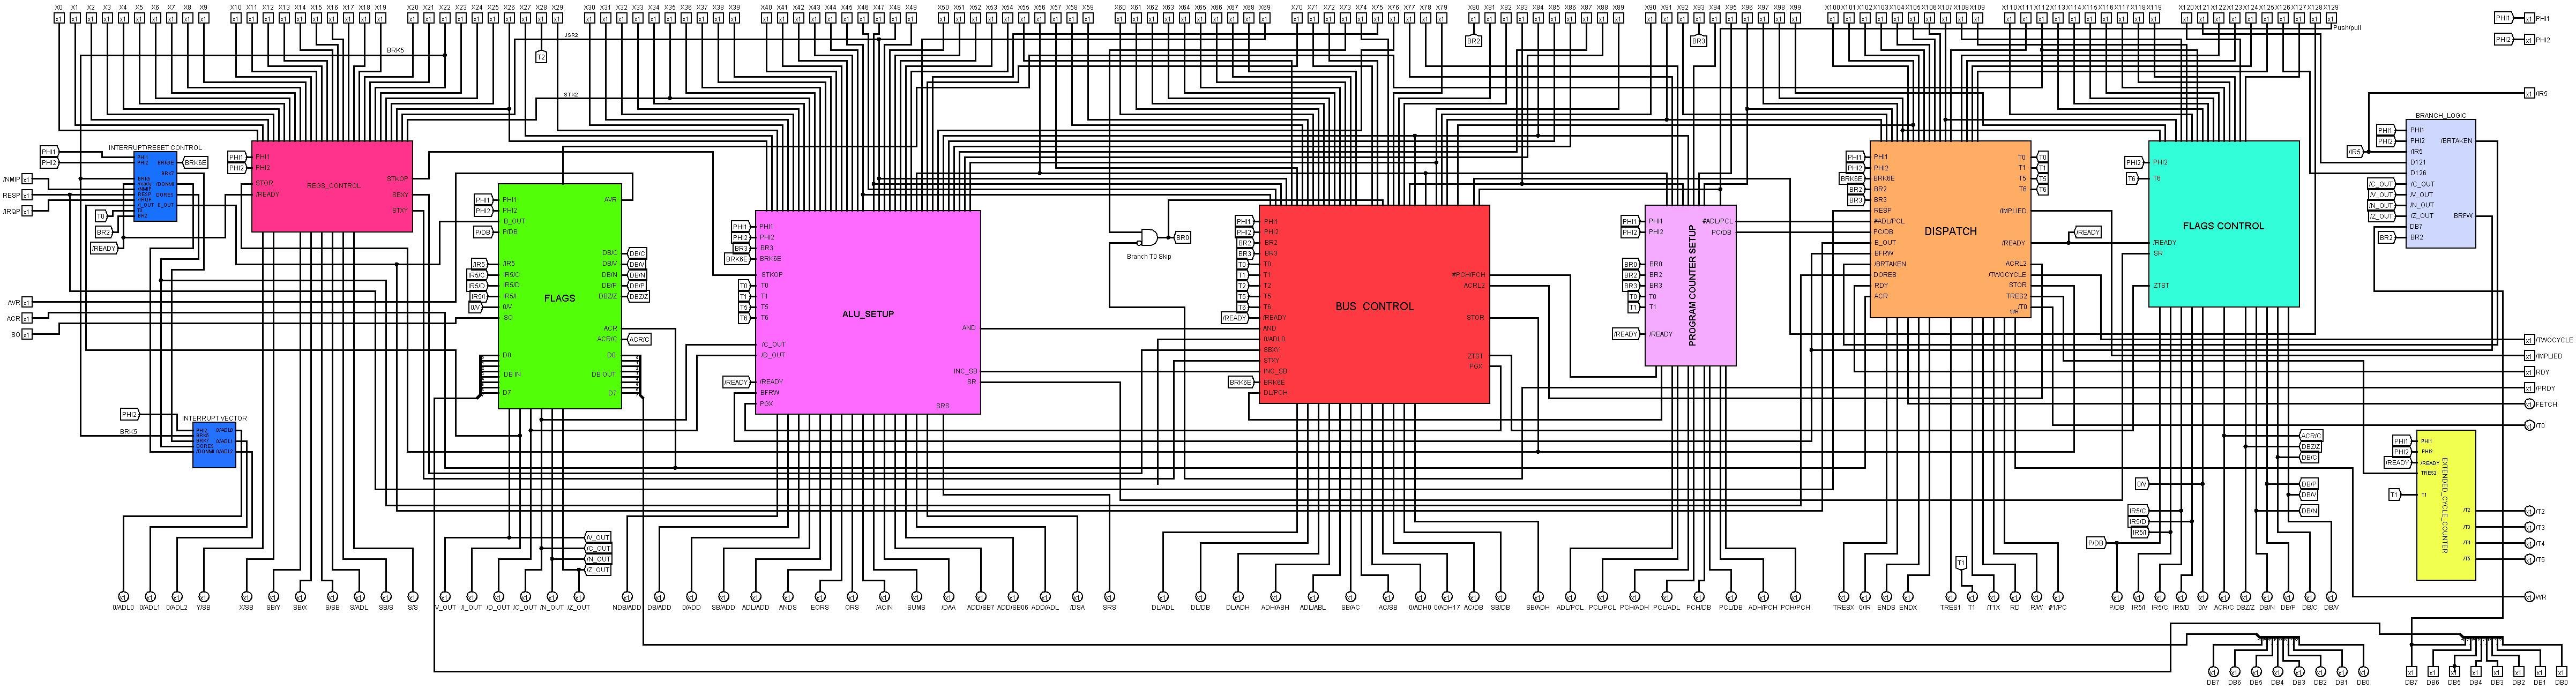 X0 X1 X2 X3 X4 X5 X6 X7 X8 X9 X10 X11 X12 X13 X14 X15 X16 X17 X18 X19 X20 X21 X22 X23 X24 X25 X26 X27 X28 X29 X30 X31 X32 X33 X34 X35 X36 X37 X38 X39 X40 X41 X42 X43 X44 X45 X46 X47 X48 X49 X50 X51 X52 X53 X54 X55 X56 X57 X58 X59 X60 X61 X62 X63 X64 X65 X66 X67 X68 X69 X70 X71 X72 X73 X74 X75 X76 X77 X78 X79 X80 X81 X82 X83 X84 X85 X86 X87 X88 X89 X90 X91 X92 X93 X94 X95 X96 X97 X98 X99 X100 X101 X102 X103 X104 X105 X106 X107 X108 X109 X110 X111 X112 X113 X114 X115 X116 X117 X118 X119 X120 X121 X122 X123 X124 X125 X126 X127 X128 X129
PHI1 x1 PHI1
PHI2 x1 PHI2
Push/pull
JSR2
BRK5
T2
BR2
BR3
STK2
x1 /IR5
INTERRUPT/RESET CONTROL
PHI1
PHI2
BRK6E
/NMIP
RESP
/IRQP
T0
BR2
/READY
REGS_CONTROL
PHI1
PHI2
STOR
/READY
STKOP
SBXY
STXY
AVR
ACR
SO
INTERRUPT VECTOR
PHI2
BRK5
FLAGS
PHI1
PHI2
B_OUT
P/DB
/IR5
IR5/C
IR5/D
IR5/I
0/V
SO
AVR
DB/C
DB/V
DB/N
DB/P
DBZ/Z
ACR
ACR/C
D0
DB IN
D7
D0
DB OUT
D7
/V_OUT
/C_OUT
/N_OUT
/Z_OUT
ALU_SETUP
PHI1
PHI2
BR3
BRK6E
STKOP
T0
T1
T5
T6
/C_OUT
/D_OUT
/READY
BFRW
PGX
AND
INC_SB
SR
SRS
BR0
Branch T0 Skip
BUS CONTROL
PHI1
PHI2
BR2
BR3
T0
T1
T2
T5
T6
/READY
AND
0/ADL0
SBXY
STXY
INC_SB
BRK6E
DL/PCH
#PCH/PCH
ACRL2
STOR
ZTST
PGX
PROGRAM COUNTER SETUP
PHI1
PHI2
BR0
BR2
BR3
T0
T1
/READY
#ADL/PCL
PC/DB
DISPATCH
PHI1
PHI2
BRK6E
BR2
BR3
RESP
#ADL/PCL
PC/DB
B_OUT
BFRW
/BRTAKEN
DORES
RDY
ACR
T0
T1
T5
T6
/IMPLIED
/READY
ACRL2
/TWOCYCLE
STOR
TRES2
/T0
WR
FLAGS CONTROL
PHI2
T6
/READY
SR
ZTST
BRANCH_LOGIC
PHI1
PHI2
/IR5
D121
D126
/C_OUT
/V_OUT
/N_OUT
/Z_OUT
DB7
BR2
/BRTAKEN
BRFW
/TWOCYCLE
/IMPLIED
RDY
/PRDY
FETCH
/T0
ACR/C
DBZ/Z
DB/C
0/V
DB/P
DB/V
IR5/C
DB/N
IR5/D
IR5/I
P/DB
EXTENDED_CYCLE_COUNTER
PHI1
PHI2
/READY
TRES2
T1
/T2
/T3
/T4
/T5
WR
T1
0/ADL0 0/ADL1 0/ADL2 Y/SB X/SB SB/Y SB/X S/SB S/ADL SB/S S/S /V_OUT /I_OUT /D_OUT /C_OUT /N_OUT /Z_OUT NDB/ADD DB/ADD 0/ADD SB/ADD ADL/ADD ANDS EORS ORS /ACIN SUMS /DAA ADD/SB7 ADD/SB06 ADD/ADL /DSA SRS DL/ADL DL/DB DL/ADH ADH/ABH ADL/ABL SB/AC AC/SB 0/ADH0 0/ADH17 AC/DB SB/DB SB/ADH ADL/PCL PCL/PCL PCH/ADH PCL/ADL PCH/DB PCL/DB ADH/PCH PCH/PCH TRESX 0/IR ENDS ENDX TRES1 T1 /T1X RD R/W #1/PC P/DB IR5/I IR5/C IR5/D 0/V ACR/C DBZ/Z DB/N DB/P DB/C DB/V
DB7 DB6 DB5 DB4 DB3 DB2 DB1 DB0 DB7 DB6 DB5 DB4 DB3 DB2 DB1 DB0